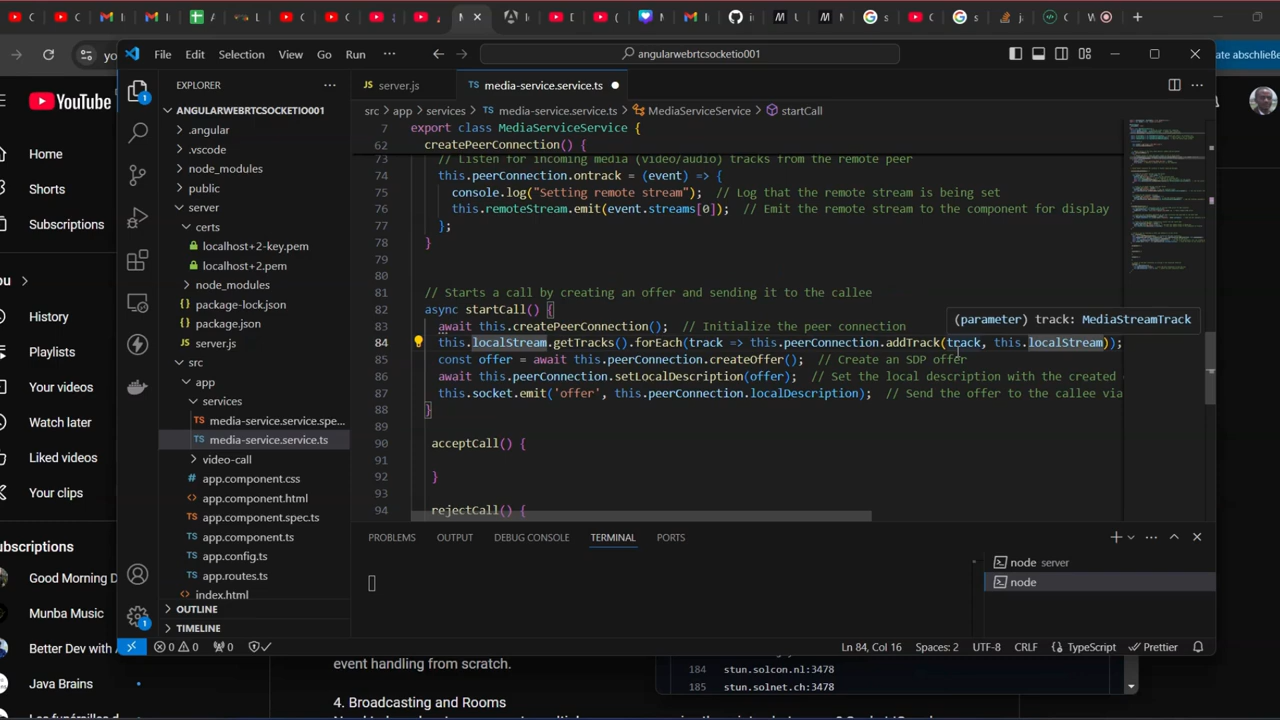 File Edit Selection View Go Run ··· angularwebrtcsocketio001
ate abschließe
YouTube
Home
Shorts
Subscriptions
History
Playlists
Your videos
Watch later
Liked videos
Your clips
Good Morning D
Munba Music
Better Dev with
Java Brains
EXPLORER
ANGULARWEBRTCSOCKETIO001
.angular
.vscode
node_modules
public
server
certs
localhost+2-key.pem
localhost+2.pem
node_modules
package-lock.json
package.json
server.js
src
app
services
media-service.service.spe...
media-service.service.ts
video-call
app.component.css
app.component.html
app.component.spec.ts
app.component.ts
app.config.ts
app.routes.ts
index.html
OUTLINE
TIMELINE
server.js media-service.service.ts
src > app > services > media-service.service.ts > MediaServiceService > startCall
7 export class MediaServiceService {
62 createPeerConnection() {
73 // Listen for incoming media (video/audio) tracks from the remote peer
74 this.peerConnection.ontrack = (event) => {
75 console.log("Setting remote stream"); // Log that the remote stream is being set
76 this.remoteStream.emit(event.streams[0]); // Emit the remote stream to the component for display
77 };
78 }
79
80
81 // Starts a call by creating an offer and sending it to the callee
82 async startCall() {
(parameter) track: MediaStreamTrack
83 await this.createPeerConnection(); // Initialize the peer connection
84 this.localStream.getTracks().forEach(track => this.peerConnection.addTrack(track, this.localStream));
85 const offer = await this.peerConnection.createOffer(); // Create an SDP offer
86 await this.peerConnection.setLocalDescription(offer); // Set the local description with the created
87 this.socket.emit('offer', this.peerConnection.localDescription); // Send the offer to the callee via
88 }
89
90 acceptCall() {
91
92 }
93
94 rejectCall() {
PROBLEMS OUTPUT DEBUG CONSOLE TERMINAL PORTS
node server
node
0 0 0 Ln 84, Col 16 Spaces: 2 UTF-8 CRLF TypeScript Prettier
event handling from scratch.
4. Broadcasting and Rooms
184 stun.solcon.nl:3478
185 stun.solnet.ch:3478